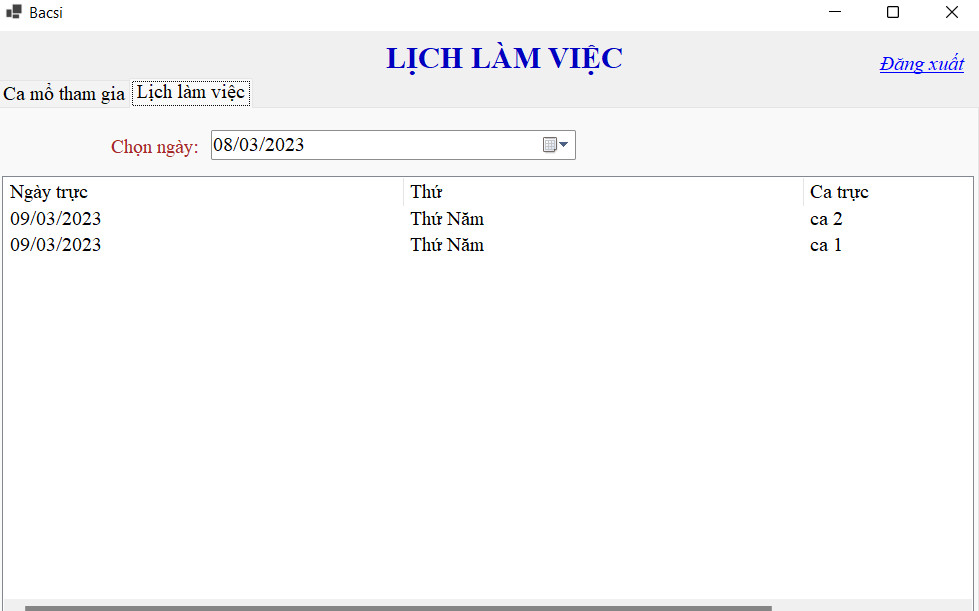 Bacsi
LỊCH LÀM VIỆC
Đăng xuất
Ca mổ tham gia Lịch làm việc
Chọn ngày: 08/03/2023
Ngày trực Thứ Ca trực
09/03/2023 Thứ Năm ca 2
09/03/2023 Thứ Năm ca 1